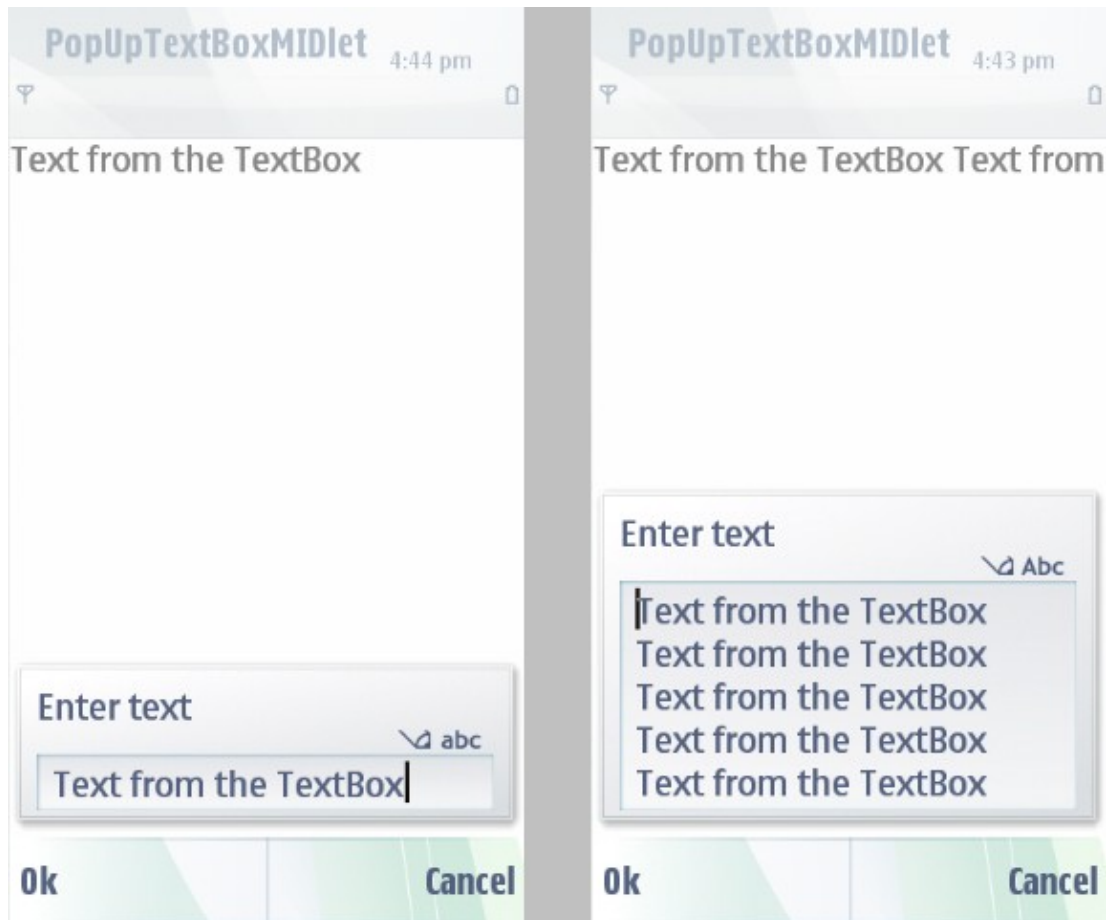 PopUpTextBoxMIDlet 4:44 pm
Text from the TextBox
Enter text
abc
Text from the TextBox
Ok Cancel
PopUpTextBoxMIDlet 4:43 pm
Text from the TextBox Text from
Enter text
Abc
Text from the TextBox
Text from the TextBox
Text from the TextBox
Text from the TextBox
Text from the TextBox
Ok Cancel